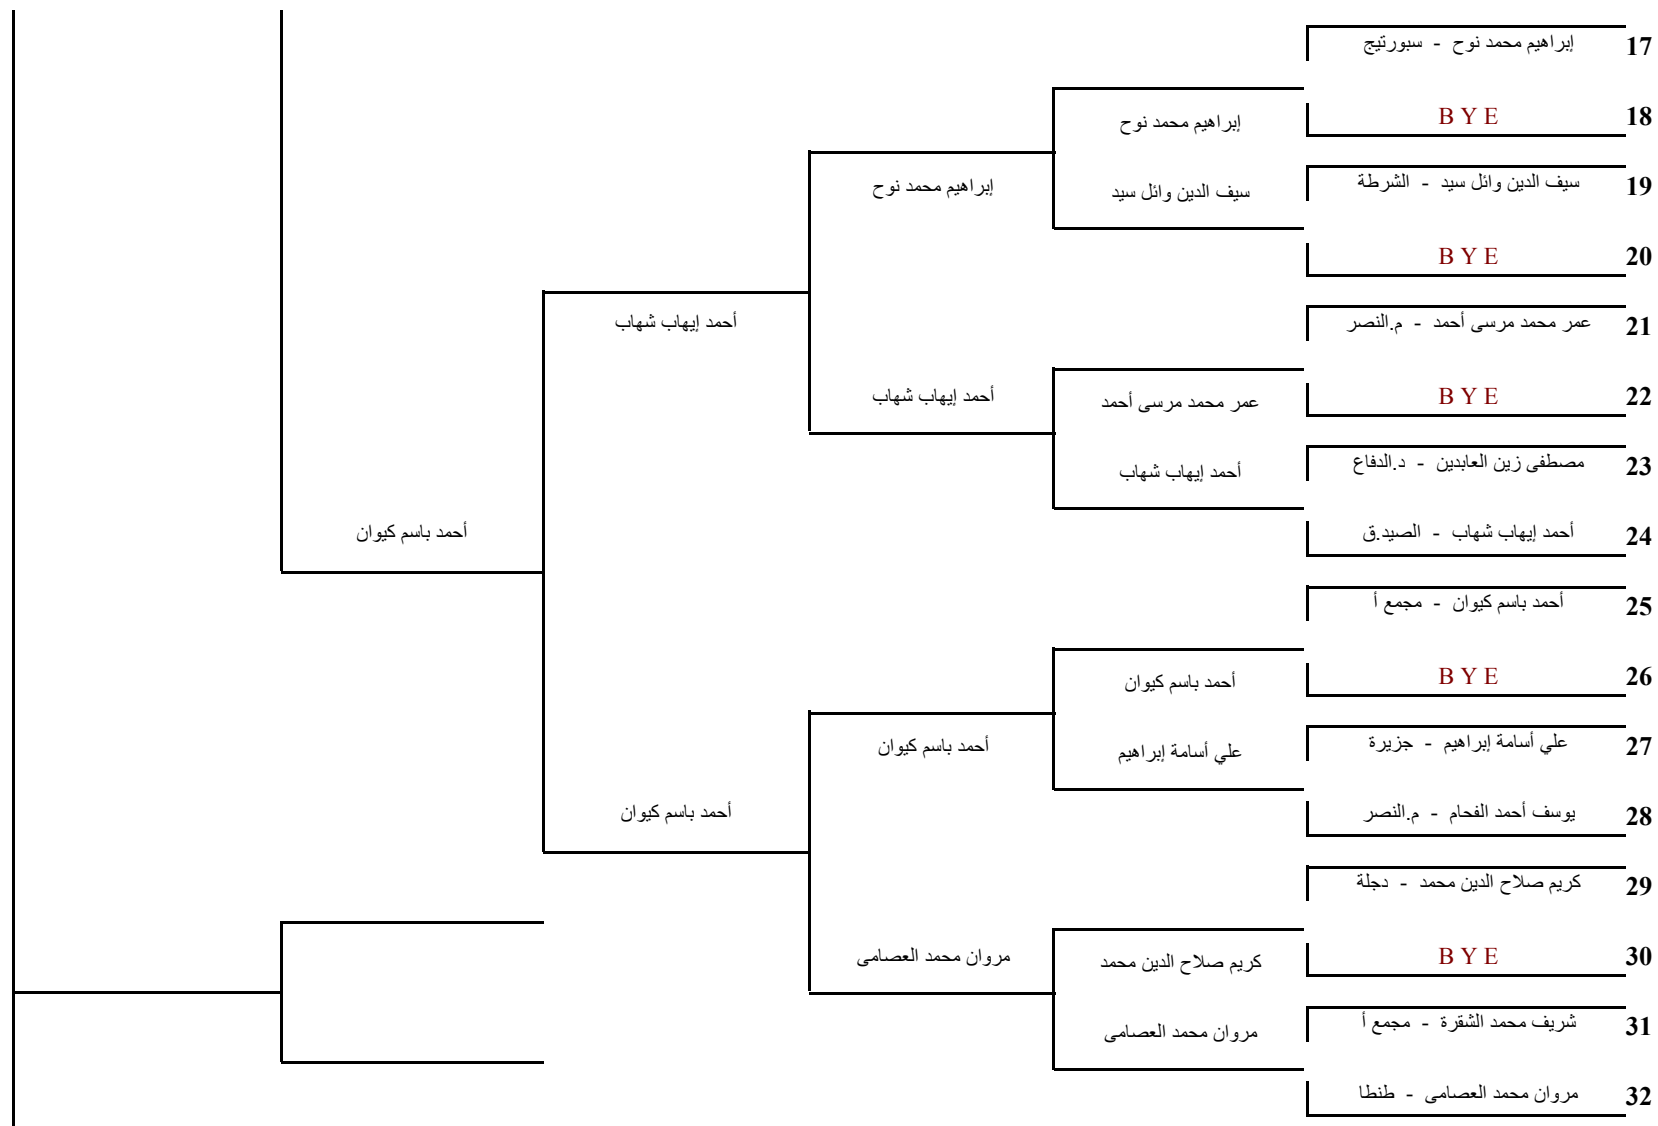 17 إبراهيم محمد نوح - سبورتيج
18 B Y E
إبراهيم محمد نوح
19 سيف الدين وائل سيد - الشرطة
سيف الدين وائل سيد
إبراهيم محمد نوح
20 B Y E
21 عمر محمد مرسى أحمد - م.النصر
أحمد إيهاب شهاب
22 B Y E
عمر محمد مرسى أحمد
أحمد إيهاب شهاب
23 مصطفى زين العابدين - د.الدفاع
أحمد إيهاب شهاب
24 أحمد إيهاب شهاب - الصيد.ق
أحمد باسم كيوان
25 أحمد باسم كيوان - مجمع أ
26 B Y E
أحمد باسم كيوان
27 علي أسامة إبراهيم - جزيرة
علي أسامة إبراهيم
أحمد باسم كيوان
28 يوسف أحمد الفحام - م.النصر
أحمد باسم كيوان
29 كريم صلاح الدين محمد - دجلة
30 B Y E
كريم صلاح الدين محمد
مروان محمد العصامى
31 شريف محمد الشقرة - مجمع أ
مروان محمد العصامى
32 مروان محمد العصامى - طنطا